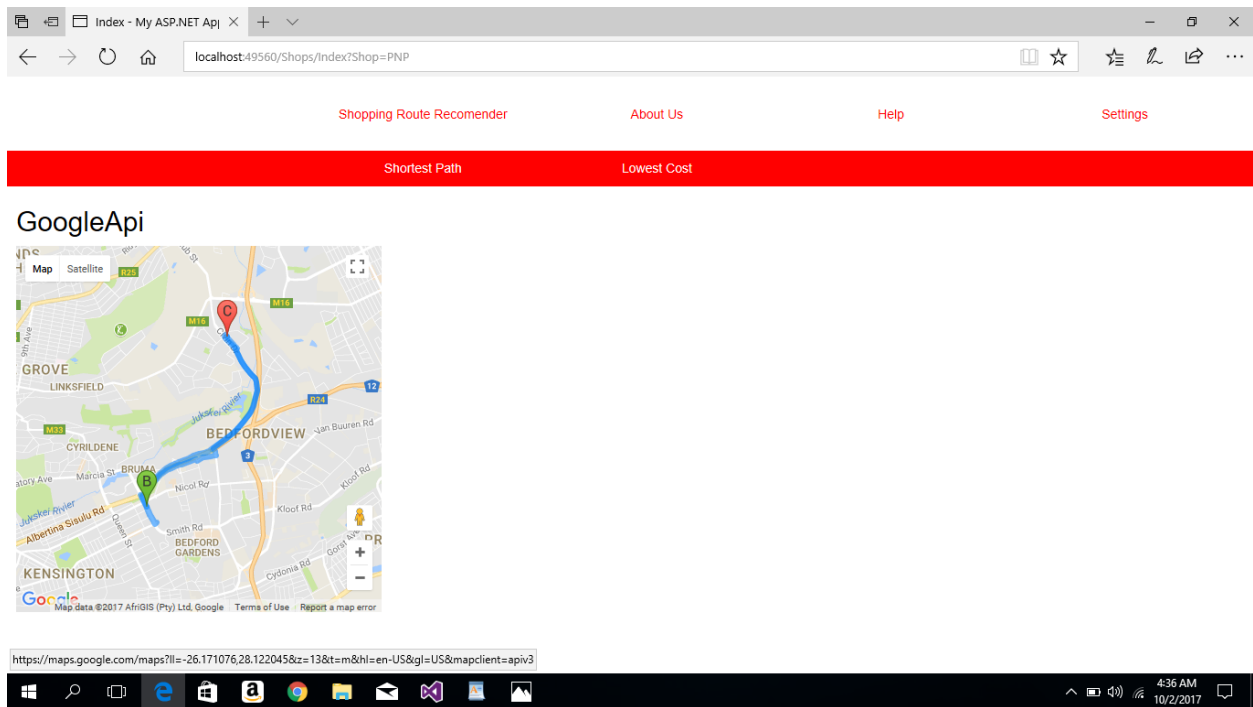 Index - My ASP.NET Ap
localhost:49560/Shops/Index?Shop=PNP
Shopping Route Recomender About Us Help Settings
Shortest Path Lowest Cost
GoogleApi
Map Satellite
R25
M16
C
M16
9th Ave
GROVE
LINKSFIELD
12
R24
Jukskei Rivier
M33
BEDFORDVIEW
Van Buuren Rd
CYRILDENE
3
Marcia St
BRUMA
B
Nicol Rd
Kloof Rd
Jukskei Rivier
Kloof Rd
Albertina Sisulu Rd
Queen St
Smith Rd
BEDFORD
GARDENS
KENSINGTON
Cydonia Rd
Google
Map data ©2017 AfriGIS (Pty) Ltd, Google Terms of Use Report a map error
https://maps.google.com/maps?ll=-26.171076,28.122045&z=13&t=m&hl=en-US&gl=US&mapclient=apiv3
4:36 AM
10/2/2017